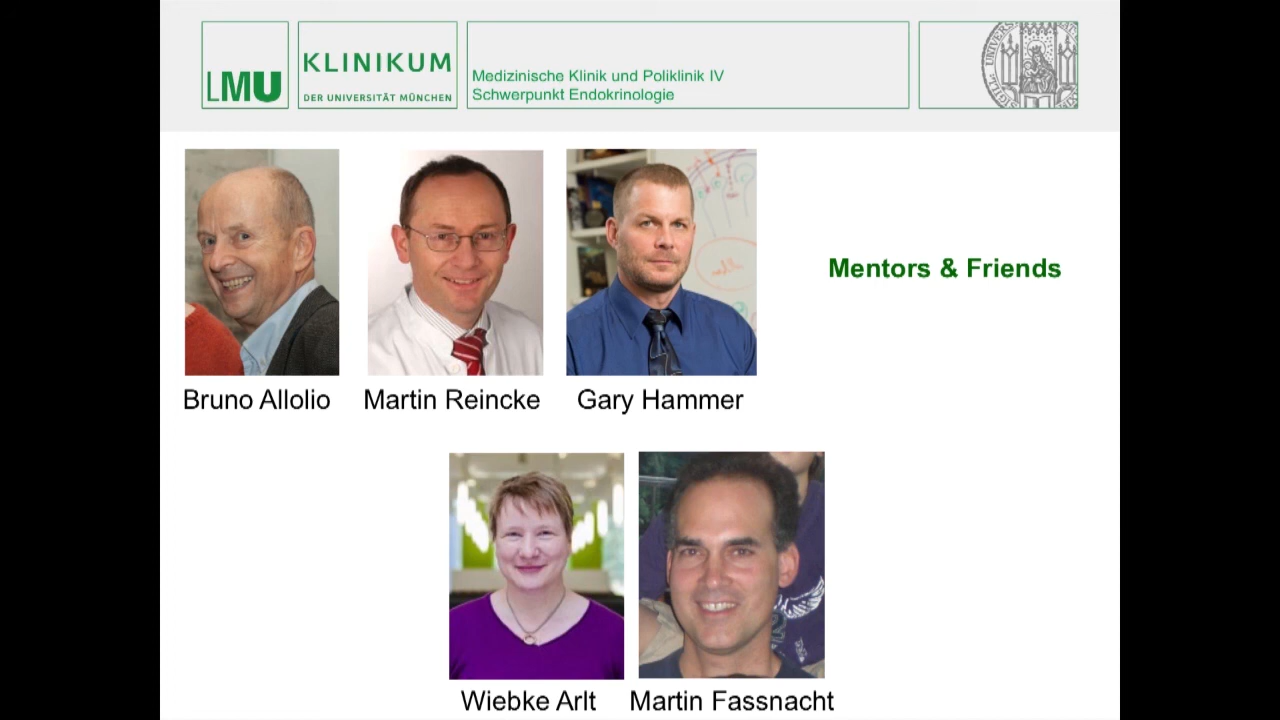 LMU
KLINIKUM
DER UNIVERSITÄT MÜNCHEN
Medizinische Klinik und Poliklinik IV
Schwerpunkt Endokrinologie
Mentors & Friends
Bruno Allolio
Martin Reincke
Gary Hammer
Wiebke Arlt
Martin Fassnacht